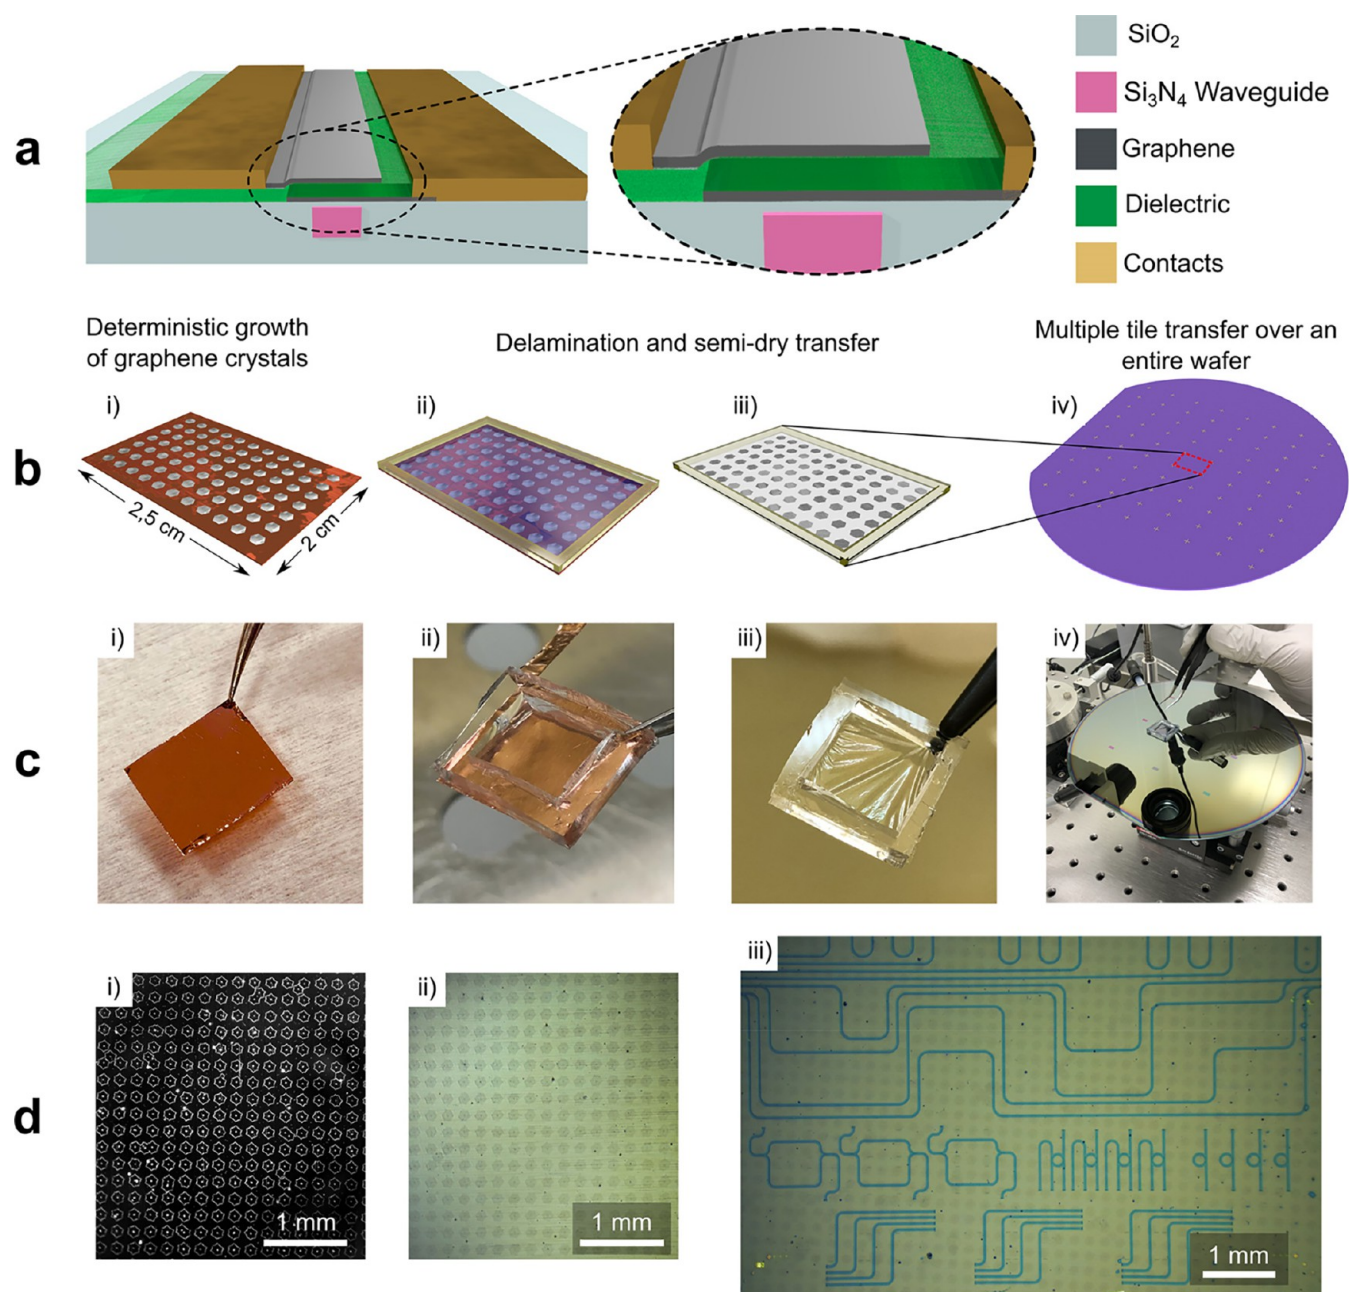 a
SiO₂
Si₃N₄ Waveguide
Graphene
Dielectric
Contacts
b
Deterministic growth
of graphene crystals
Delamination and semi-dry transfer
Multiple tile transfer over an
entire wafer
i)
ii)
iii)
iv)
2,5 cm
2 cm
c
i)
ii)
iii)
iv)
d
i)
ii)
iii)
1 mm
1 mm
1 mm